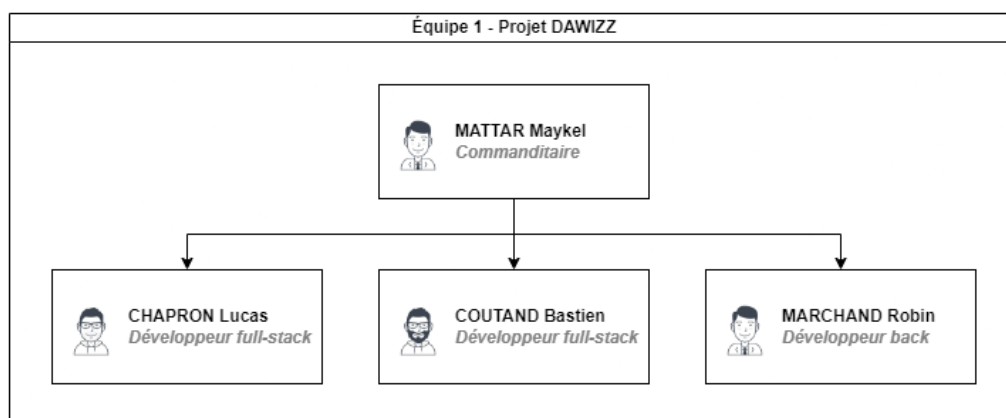 Équipe 1 - Projet DAWIZZ
MATTAR Maykel
Commanditaire
CHAPRON Lucas
Développeur full-stack
COUTAND Bastien
Développeur full-stack
MARCHAND Robin
Développeur back